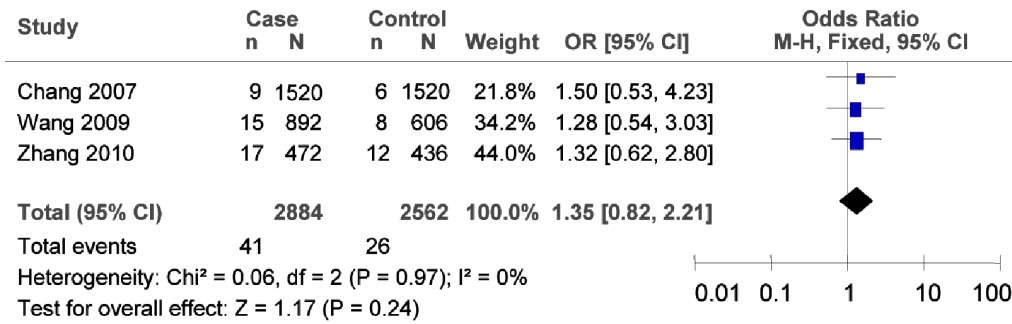 Study Case Control Odds Ratio
n N n N Weight OR [95% CI] M-H, Fixed, 95% CI
Chang 2007 9 1520 6 1520 21.8% 1.50 [0.53, 4.23]
Wang 2009 15 892 8 606 34.2% 1.28 [0.54, 3.03]
Zhang 2010 17 472 12 436 44.0% 1.32 [0.62, 2.80]
Total (95% CI) 2884 2562 100.0% 1.35 [0.82, 2.21]
Total events 41 26
Heterogeneity: Chi² = 0.06, df = 2 (P = 0.97); I² = 0%
Test for overall effect: Z = 1.17 (P = 0.24)
0.01 0.1 1 10 100